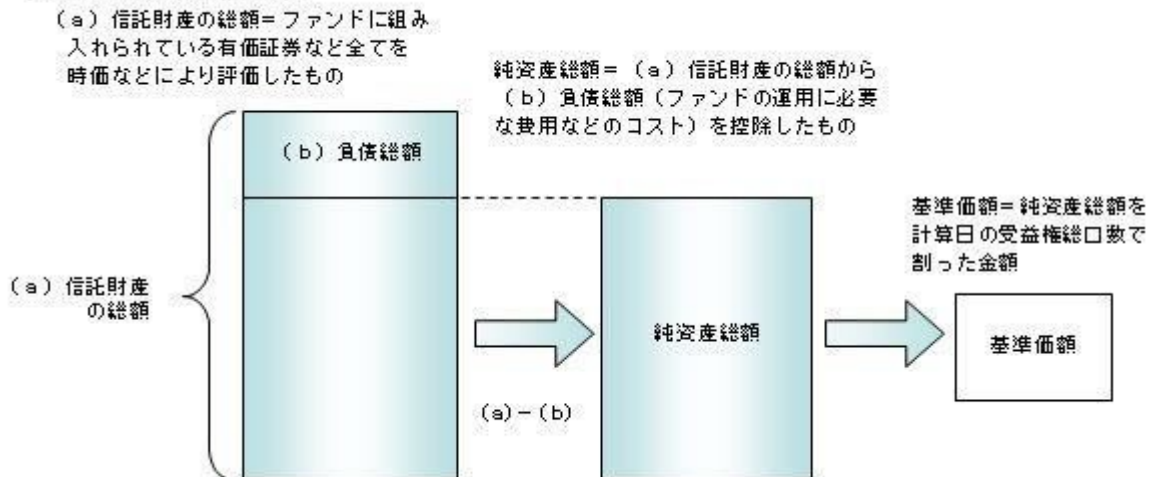 （a）信託財産の総額=ファンドに組み
入れられている有価証券など全てを
時価などにより評価したもの
純資産総額=（a）信託財産の総額から
（b）負債総額（ファンドの運用に必要
な費用などのコスト）を控除したもの
（b）負債総額
基準価額=純資産総額を
計算日の受益権総口数で
割った金額
（a）信託財産
の総額
純資産総額
基準価額
（a）－（b）